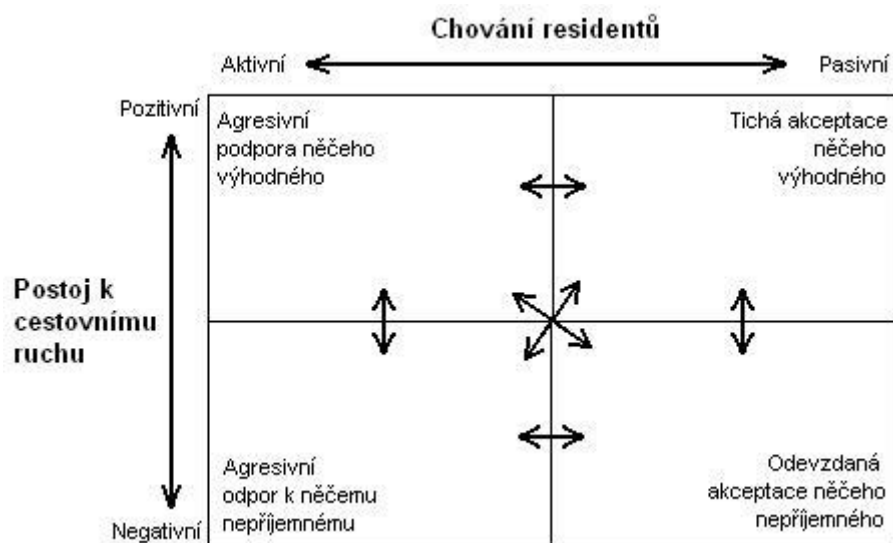 Chování residentů
Aktivní
Pasivní
Pozitivní
Agresivní
podpora něčeho
výhodného
Tichá akceptace
něčeho
výhodného
Postoj k
cestovnímu
ruchu
Agresivní
odpor k něčemu
nepříjemnému
Odevzdaná
akceptace něčeho
nepříjemného
Negativní